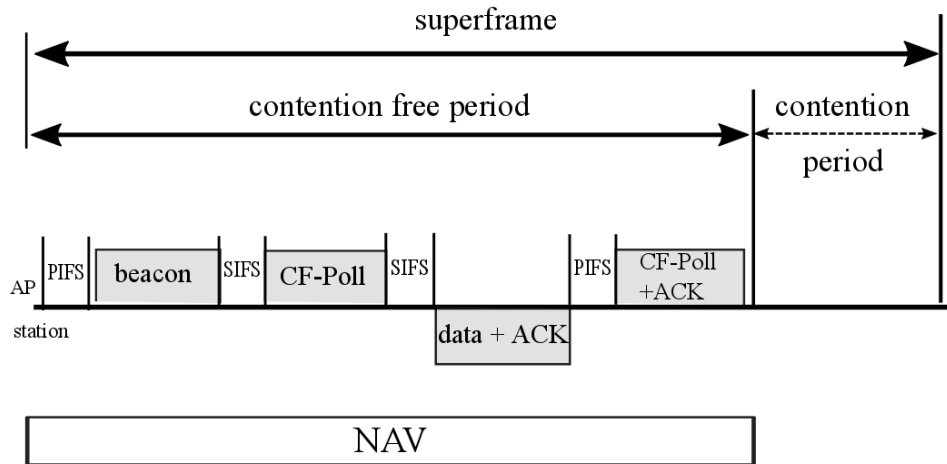 superframe
contention free period
contention
period
AP
PIFS
beacon
SIFS
CF-Poll
SIFS
PIFS
CF-Poll
+ACK
station
data + ACK
NAV